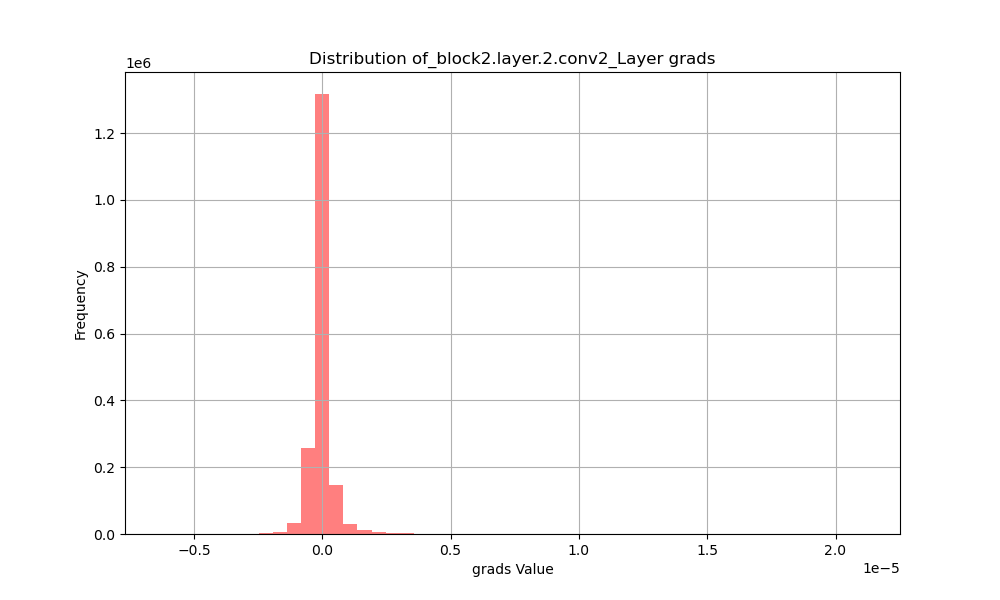 Distribution of_block2.layer.2.conv2_Layer grads
1e6
1.2
1.0
0.8
0.6
0.4
0.2
0.0
Frequency
−0.5 0.0 0.5 1.0 1.5 2.0
1e−5
grads Value